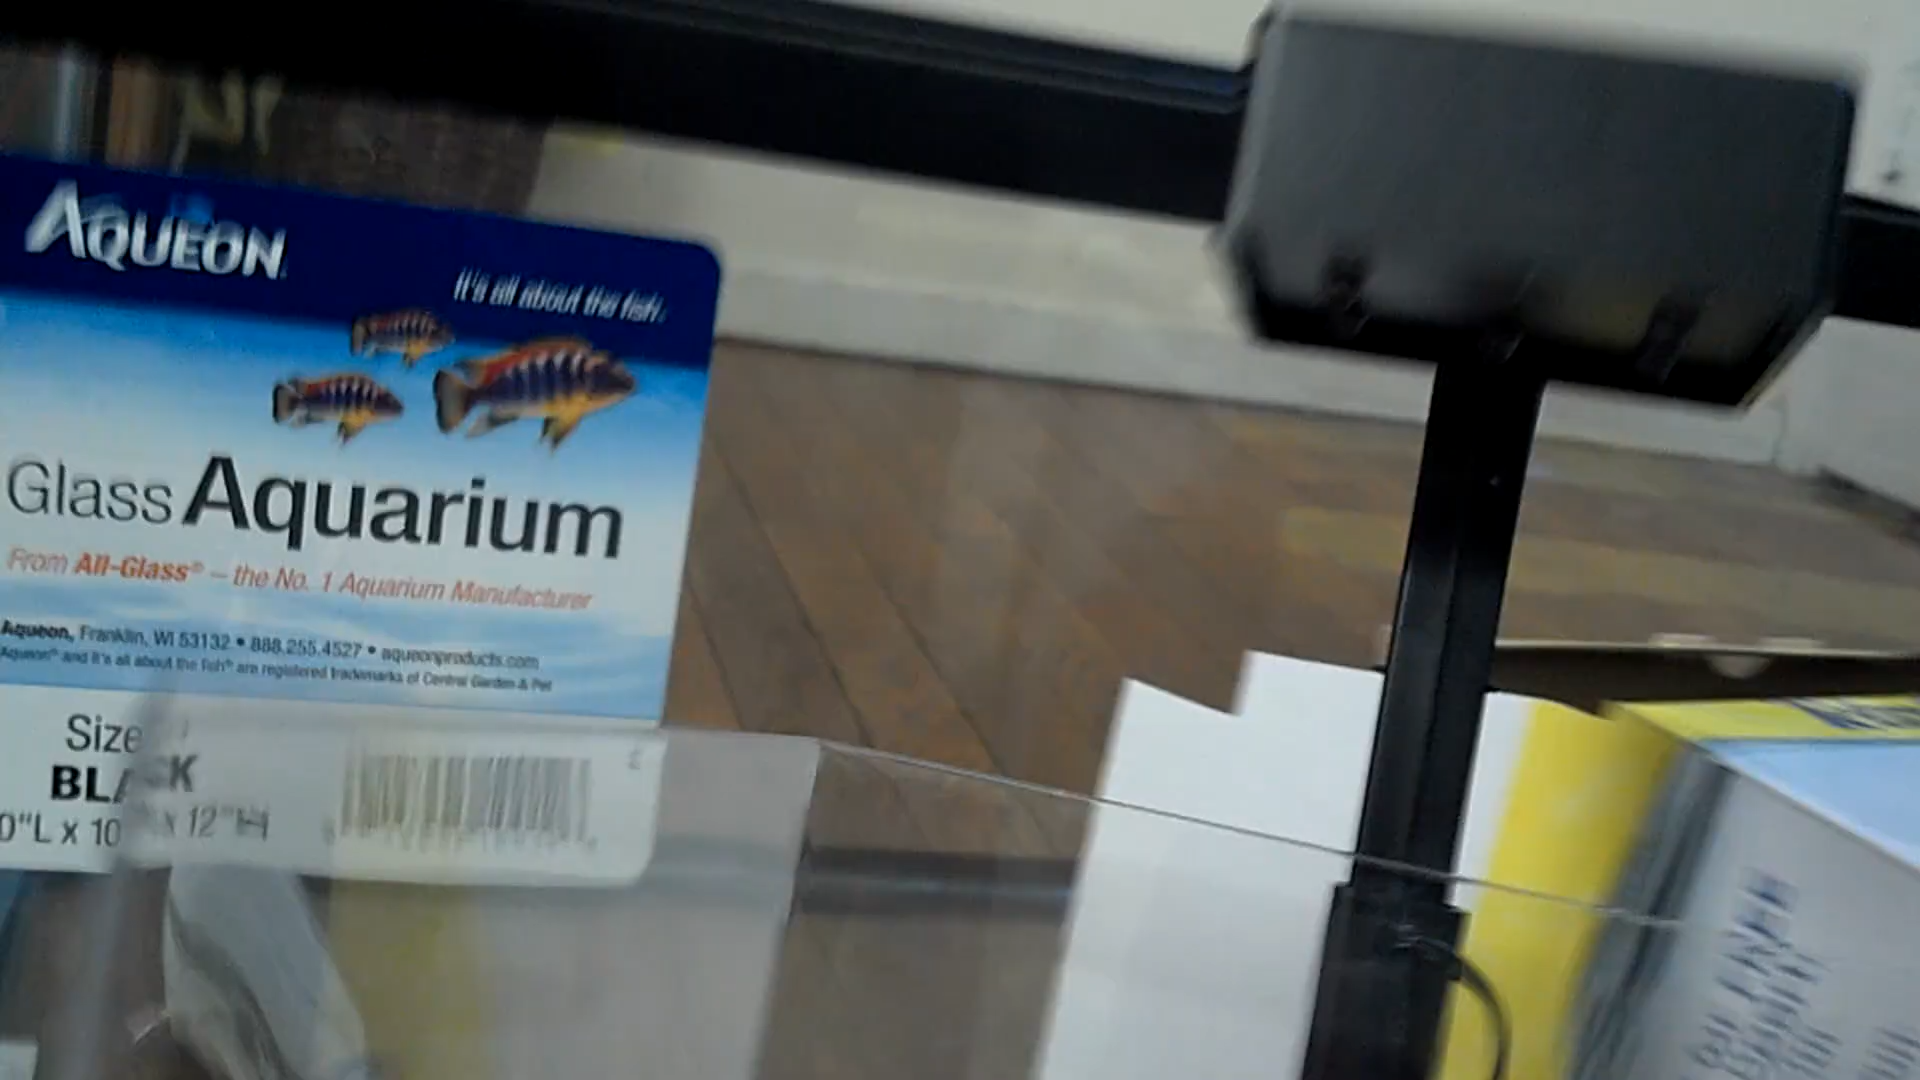 AQUEON
It's all about the fish.
Glass Aquarium
From All-Glass® – the No. 1 Aquarium Manufacturer
Aqueon, Franklin, WI 53132 • 888.255.4527 • aqueonproducts.com
Aqueon® and It's all about the fish® are registered trademarks of Central Garden & Pet
Size
BLACK
0"L x 10 x 12"H